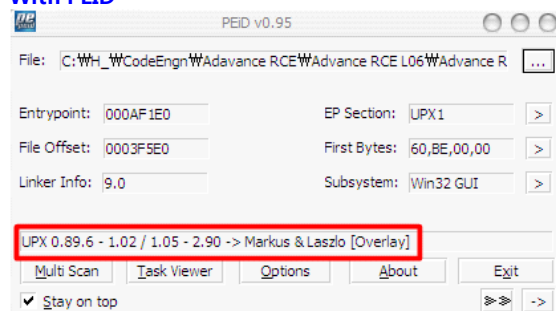 With PEiD
PEiD v0.95
File: C:₩H_₩CodeEngn₩Adavance RCE₩Advance RCE L06₩Advance R ...
Entrypoint: 000AF1E0 EP Section: UPX1 >
File Offset: 0003F5E0 First Bytes: 60,BE,00,00 >
Linker Info: 9.0 Subsystem: Win32 GUI >
UPX 0.89.6 - 1.02 / 1.05 - 2.90 -> Markus & Laszlo [Overlay]
Multi Scan Task Viewer Options About Exit
Stay on top >> ->